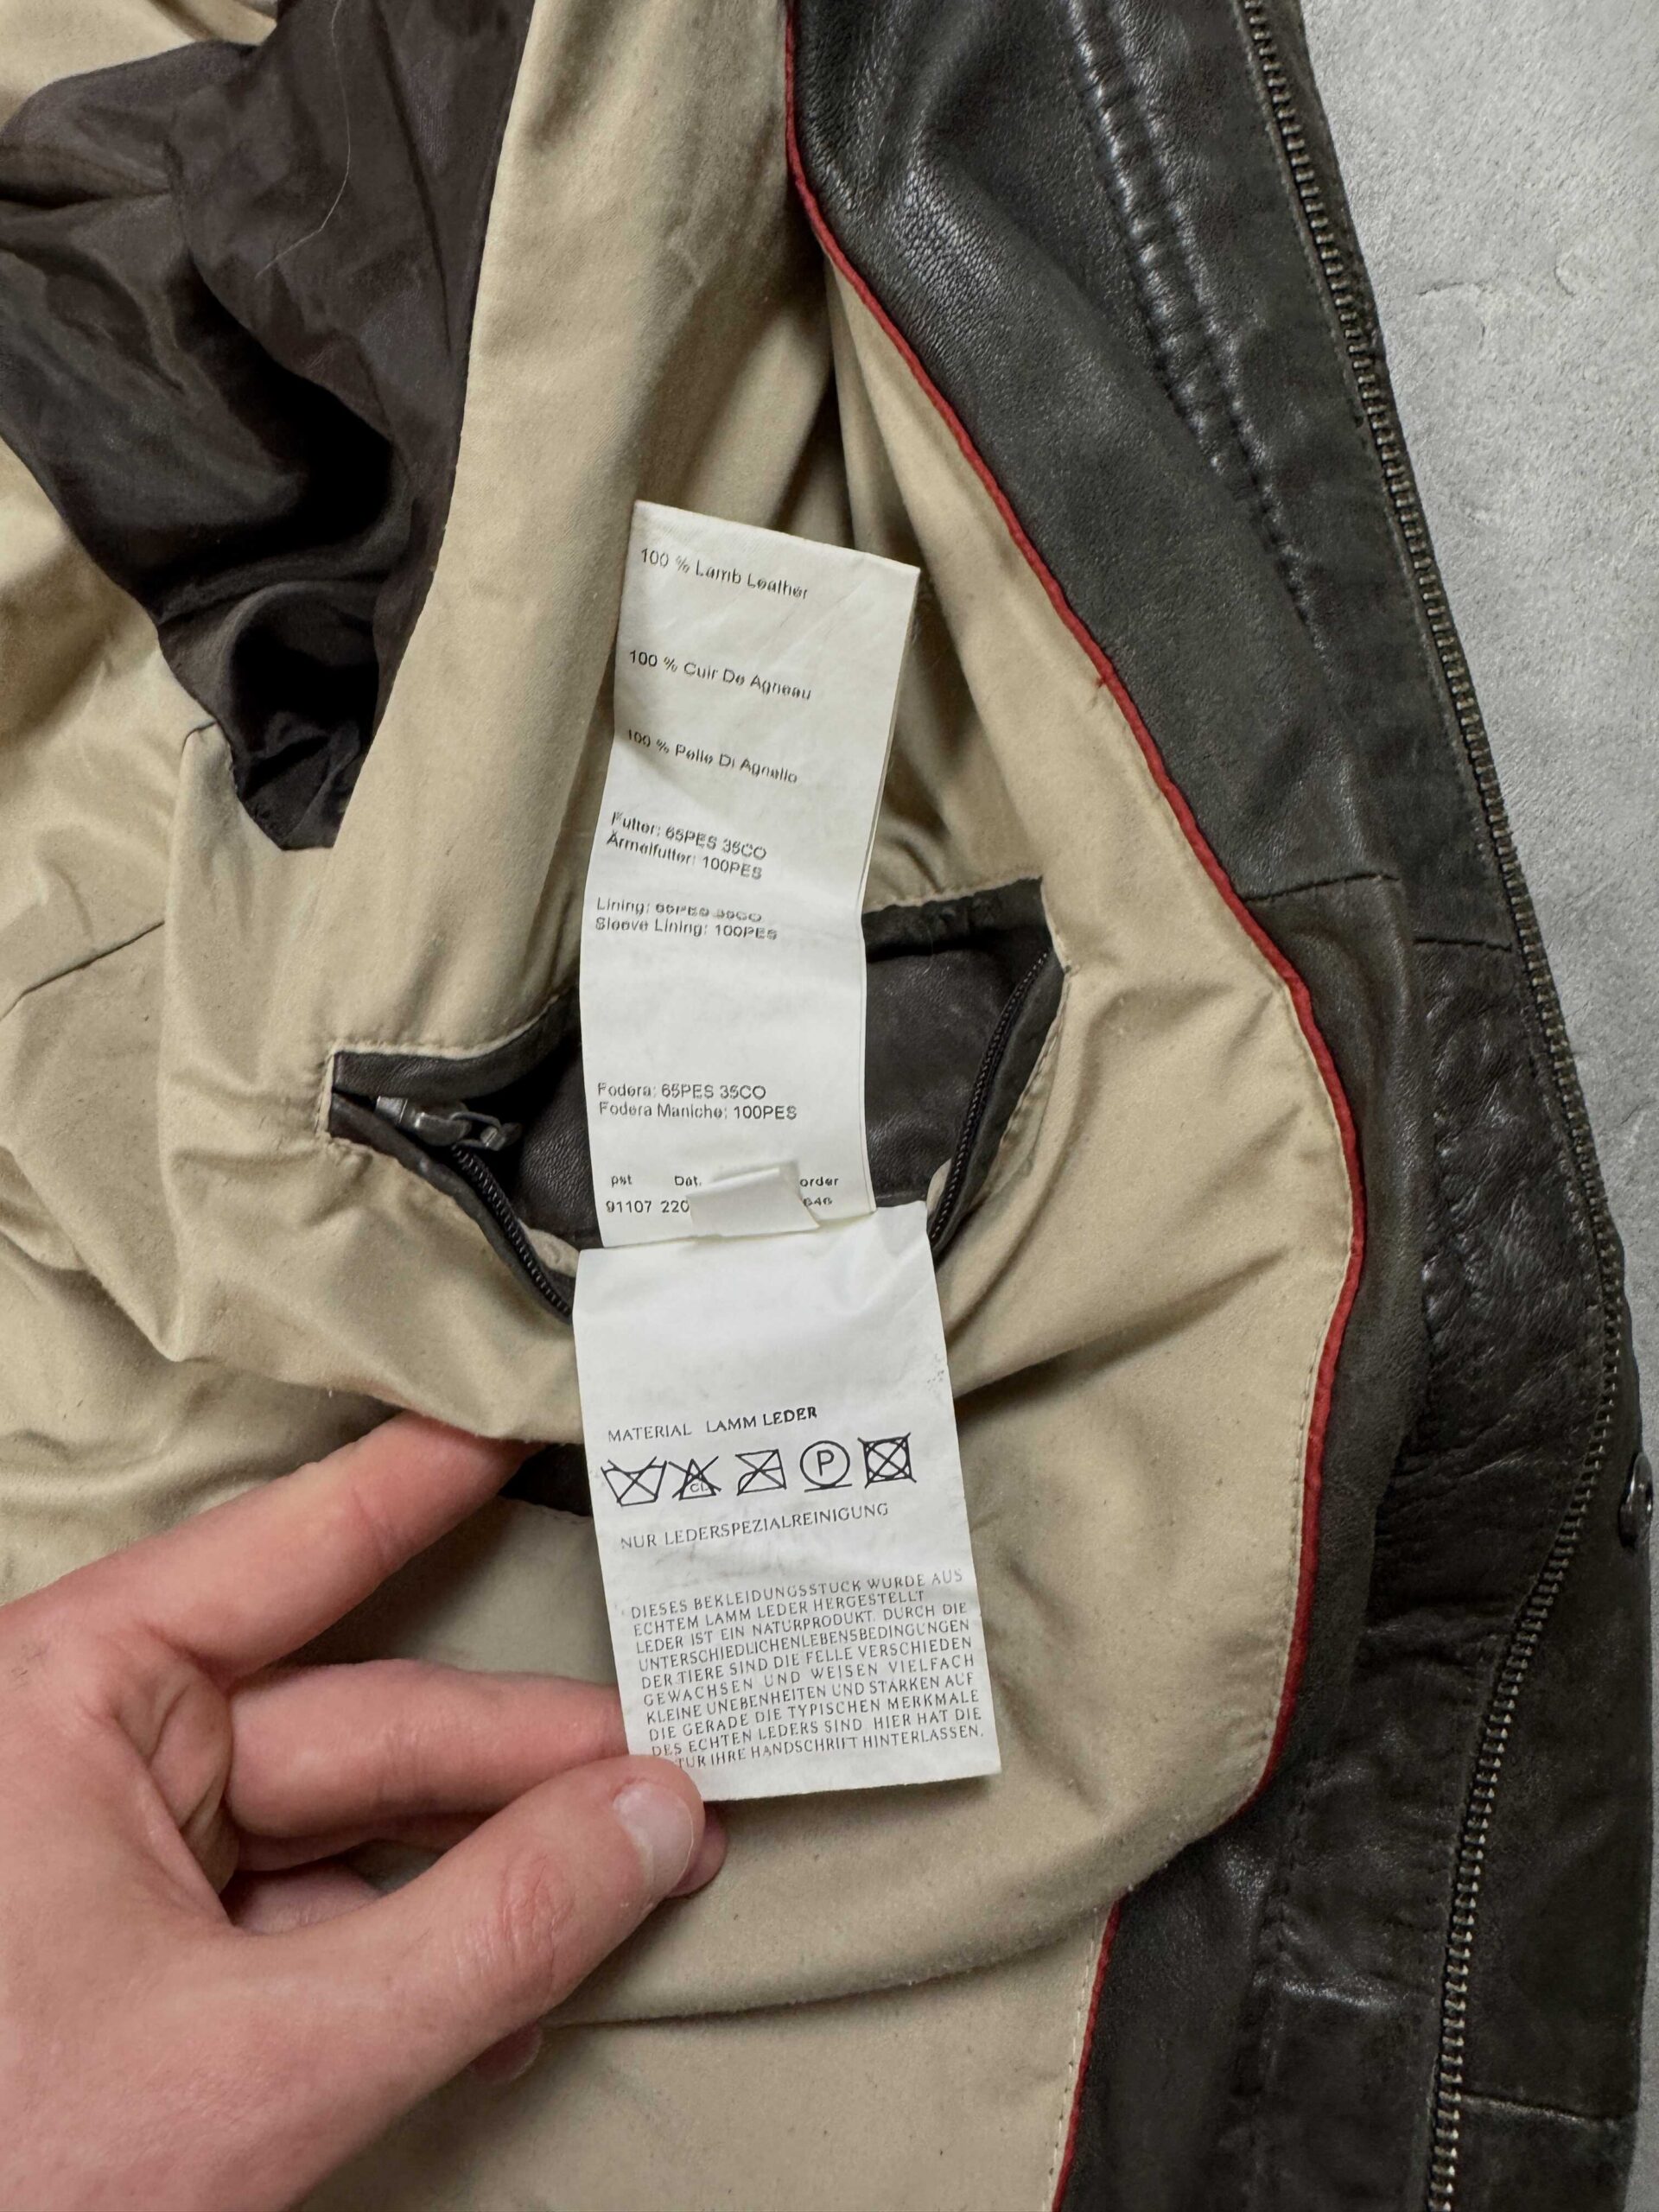 100 % Lamb Leather
100 % Cuir De Agneau
100 % Pelle Di Agnello
Futter: 65PES 35CO
Ärmelfutter: 100PES
Lining: 65PES 35CO
Sleeve Lining: 100PES
Fodera: 65PES 35CO
Fodera Maniche: 100PES
pst Dat. order
91107 220 646
MATERIAL LAMM LEDER
CL
P
NUR LEDERSPEZIALREINIGUNG
DIESES BEKLEIDUNGSSTUCK WURDE AUS
ECHTEM LAMM LEDER HERGESTELLT
LEDER IST EIN NATURPRODUKT. DURCH DIE
UNTERSCHIEDLICHENLEBENSBEDINGUNGEN
DER TIERE SIND DIE FELLE VERSCHIEDEN
GEWACHSEN UND WEISEN VIELFACH
KLEINE UNEBENHEITEN UND STARKEN AUF
DIE GERADE DIE TYPISCHEN MERKMALE
DES ECHTEN LEDERS SIND. HIER HAT DIE
TUR IHRE HANDSCHRIFT HINTERLASSEN.